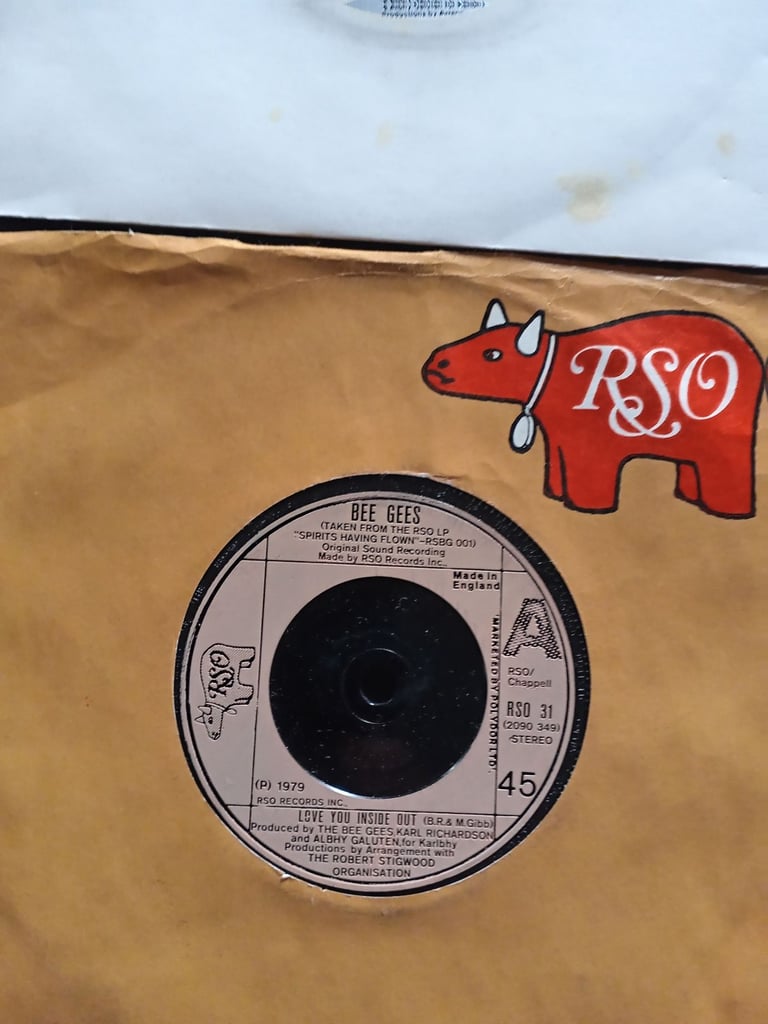 Productions by
RSO
BEE GEES
(TAKEN FROM THE RSO LP
"SPIRITS HAVING FLOWN"-RSBG 001)
Original Sound Recording
Made by RSO Records Inc.,
Made in
England
A
MARKETED BY POLYDOR LTD.
RSO/
Chappell
RSO 31
(2090 349)
STEREO
45
RSO
(P) 1979
RSO RECORDS INC.,
LOVE YOU INSIDE OUT (B.R.& M.Gibb)
Produced by THE BEE GEES,KARL RICHARDSON
and ALBHY GALUTEN,for Karlbhy
Productions by Arrangement with
THE ROBERT STIGWOOD
ORGANISATION